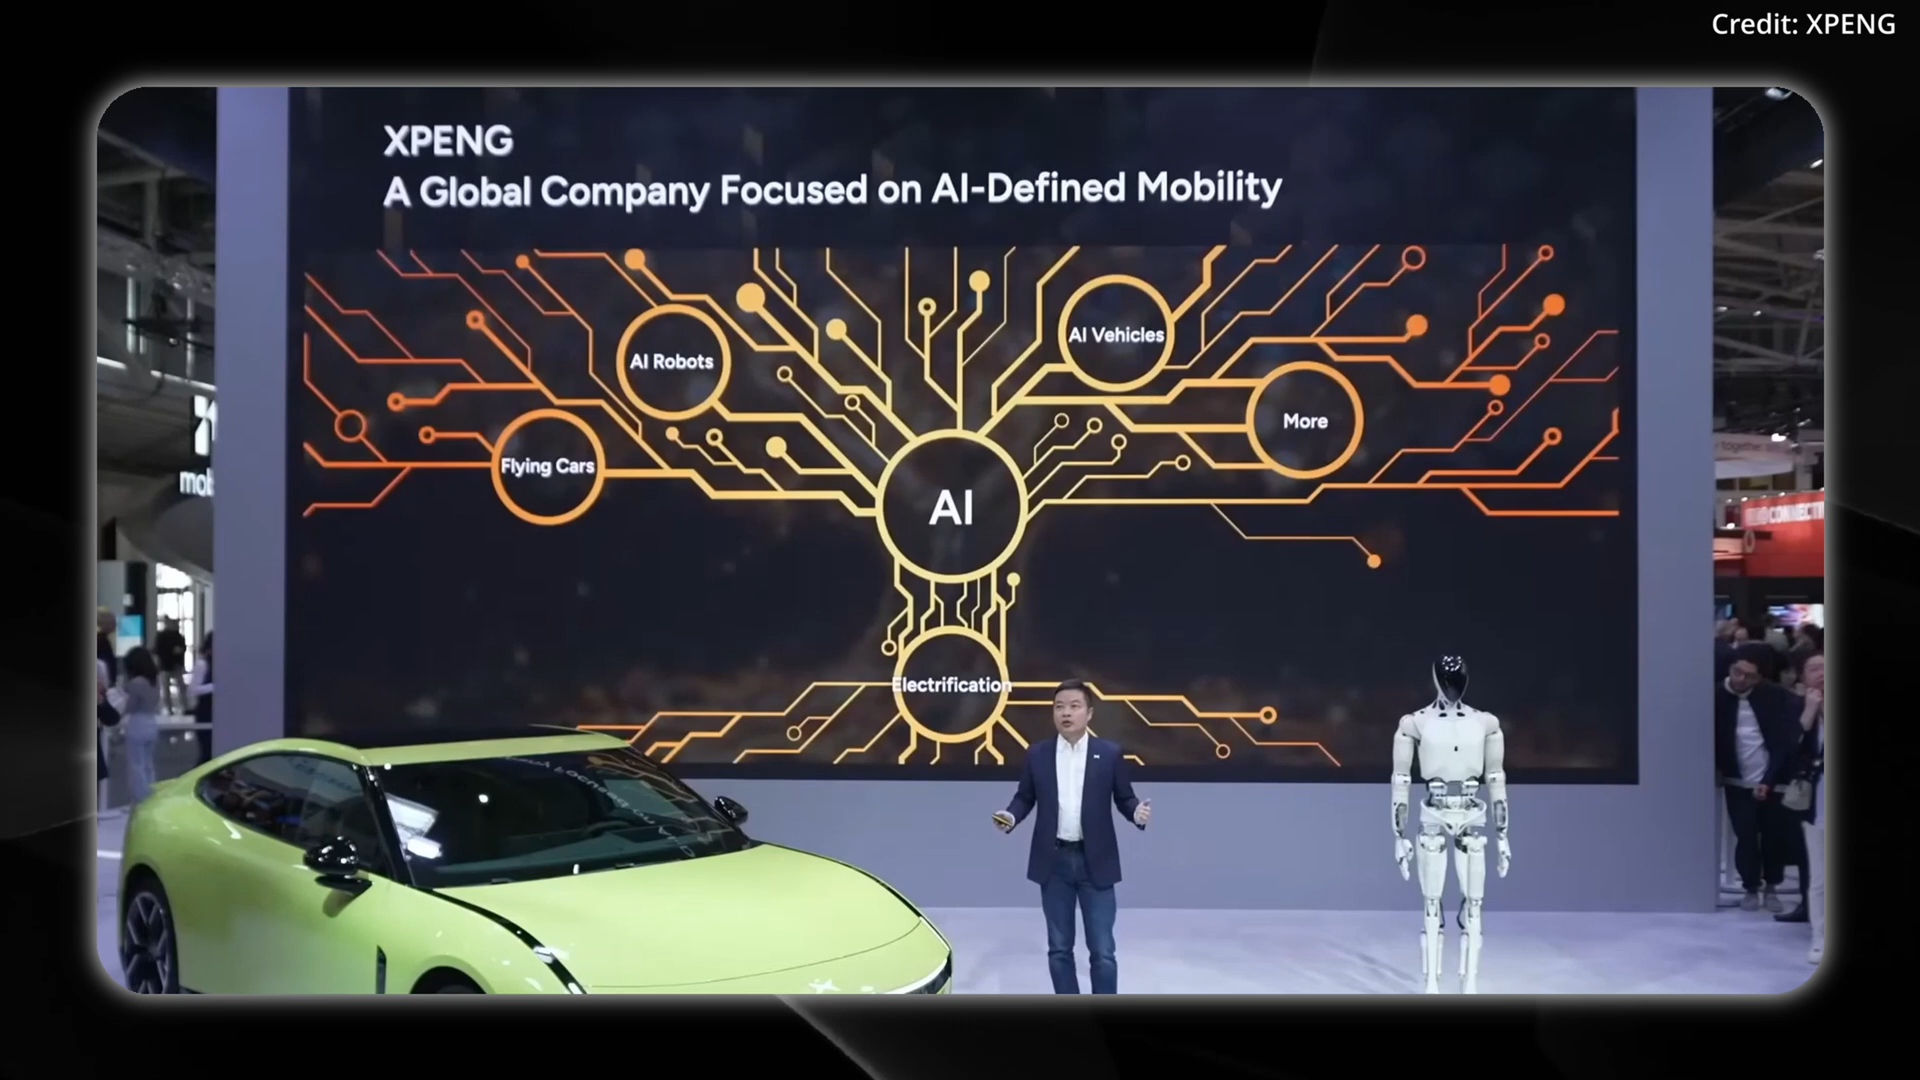 Credit: XPENG
XPENG
A Global Company Focused on AI-Defined Mobility
AI Vehicles
AI Robots
More
Flying Cars
AI
Electrification